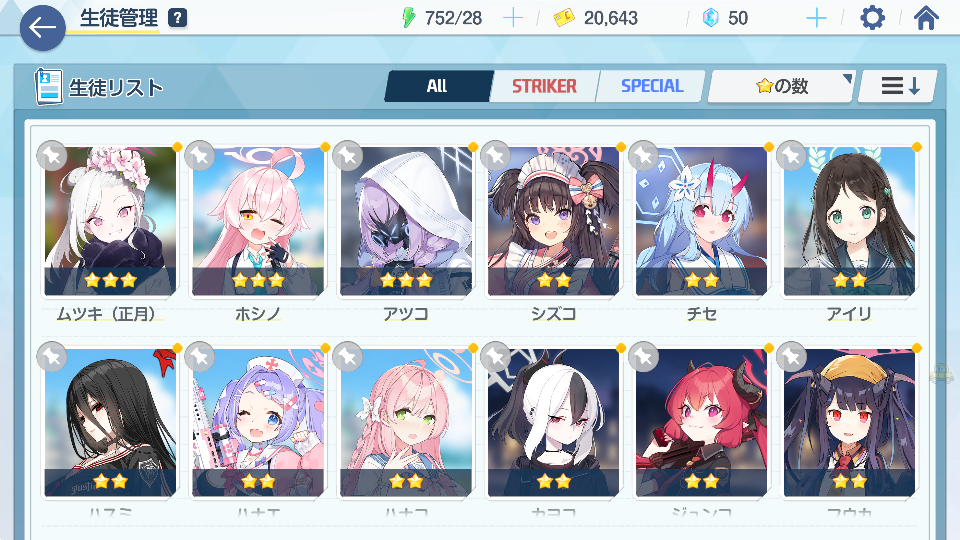 生徒管理 ? 752/28 20,643 50
生徒リスト All STRIKER SPECIAL の数
ムツキ（正月） ホシノ アツコ シズコ チセ アイリ
ハスミ ハナエ ハナコ カヨコ ジュンコ フウカ